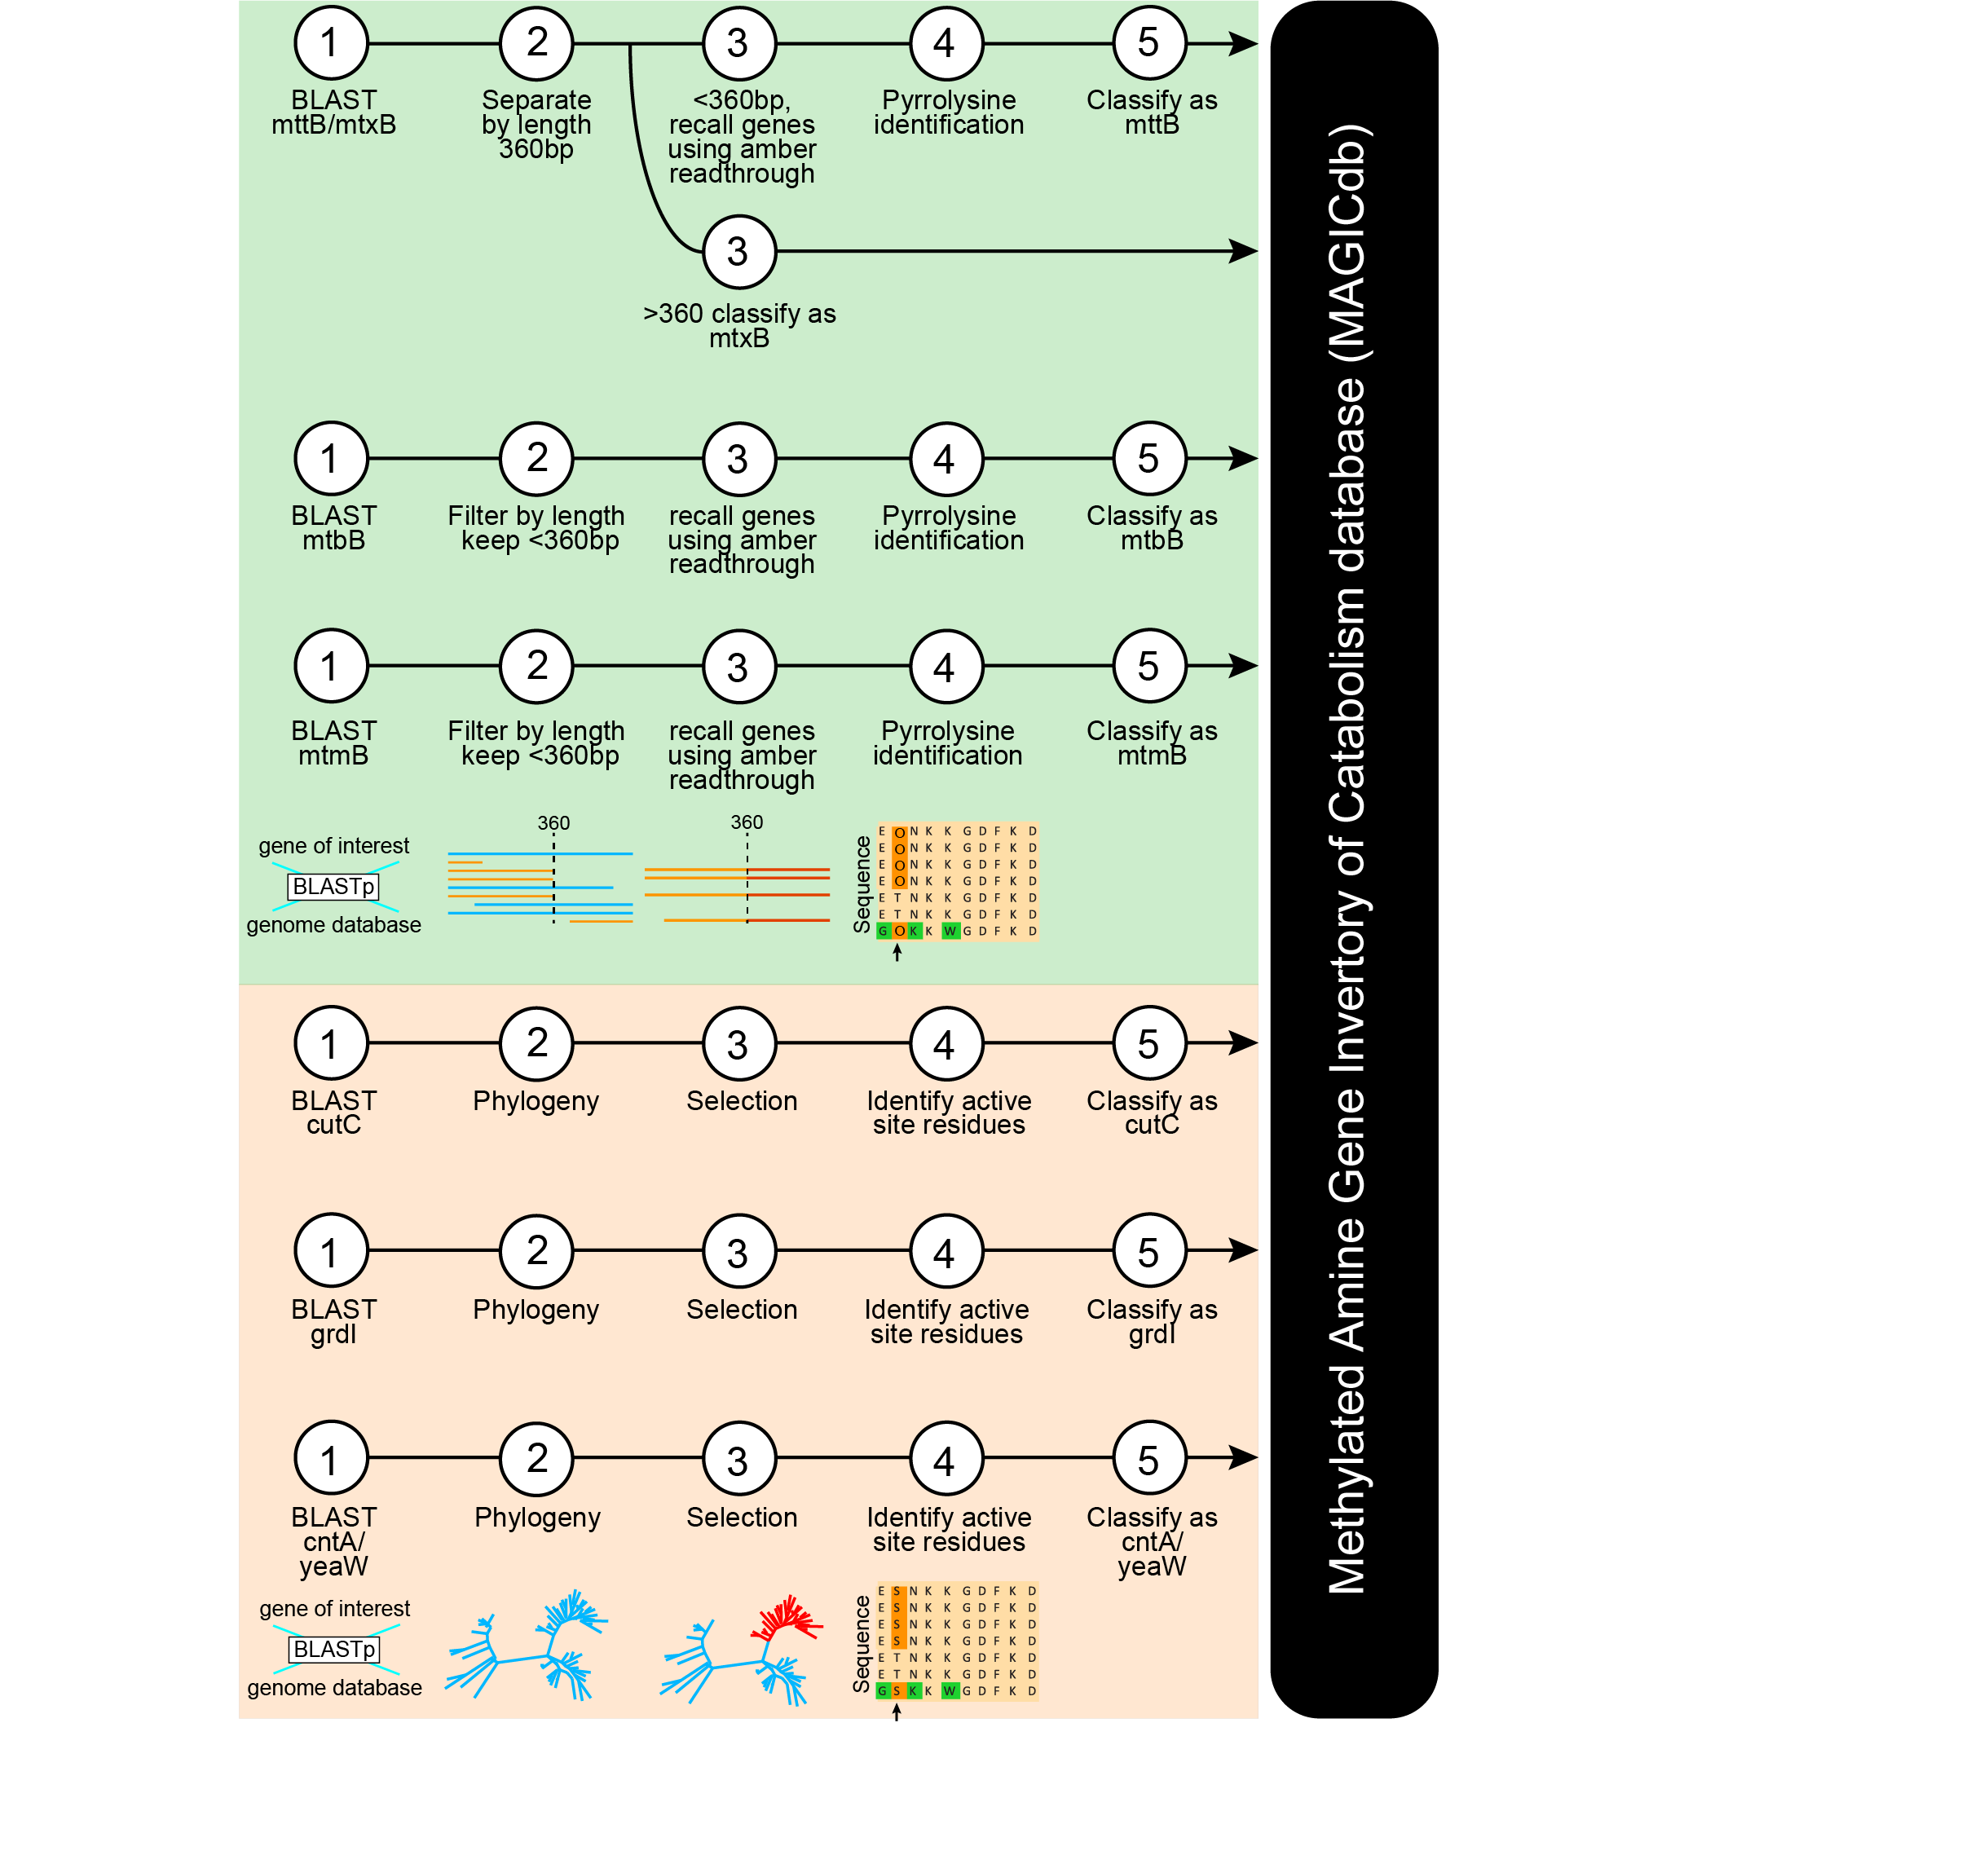 1 2 3 4 5
BLAST
mttB/mtxB
Separate
by length
360bp
<360bp,
recall genes
using amber
readthrough
Pyrrolysine
identification
Classify as
mttB
3
>360 classify as
mtxB
1 2 3 4 5
BLAST
mtbB
Filter by length
keep <360bp
recall genes
using amber
readthrough
Pyrrolysine
identification
Classify as
mtbB
1 2 3 4 5
BLAST
mtmB
Filter by length
keep <360bp
recall genes
using amber
readthrough
Pyrrolysine
identification
Classify as
mtmB
gene of interest
BLASTp
genome database
360
360
Sequence
E O N K K G D F K D
E O N K K G D F K D
E O N K K G D F K D
E O N K K G D F K D
E T N K K G D F K D
E T N K K G D F K D
G O K K W G D F K D
1 2 3 4 5
BLAST
cutC
Phylogeny
Selection
Identify active
site residues
Classify as
cutC
1 2 3 4 5
BLAST
grdI
Phylogeny
Selection
Identify active
site residues
Classify as
grdI
1 2 3 4 5
BLAST
cntA/
yeaW
Phylogeny
Selection
Identify active
site residues
Classify as
cntA/
yeaW
gene of interest
BLASTp
genome database
Sequence
E S N K K G D F K D
E S N K K G D F K D
E S N K K G D F K D
E S N K K G D F K D
E T N K K G D F K D
E T N K K G D F K D
G S K K W G D F K D
Methylated Amine Gene Invertory of Catabolism database (MAGICdb)